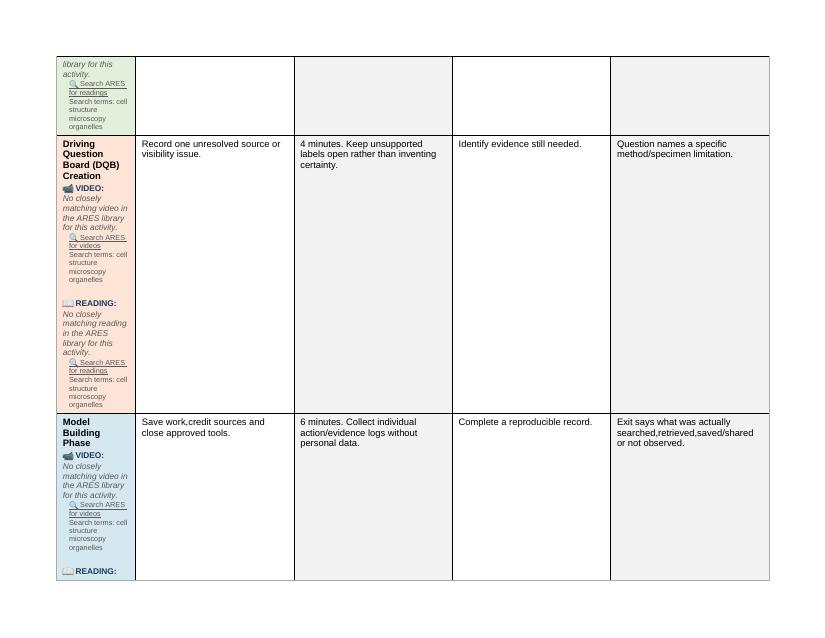 library for this
activity.
🔍 Search ARES
for readings
Search terms: cell
structure
microscopy
organelles
Driving
Question
Board (DQB)
Creation
📹 VIDEO:
No closely
matching video in
the ARES library
for this activity.
🔍 Search ARES
for videos
Search terms: cell
structure
microscopy
organelles
📖 READING:
No closely
matching reading
in the ARES
library for this
activity.
🔍 Search ARES
for readings
Search terms: cell
structure
microscopy
organelles
Record one unresolved source or
visibility issue.
4 minutes. Keep unsupported
labels open rather than inventing
certainty.
Identify evidence still needed.
Question names a specific
method/specimen limitation.
Model
Building
Phase
📹 VIDEO:
No closely
matching video in
the ARES library
for this activity.
🔍 Search ARES
for videos
Search terms: cell
structure
microscopy
organelles
📖 READING:
Save work,credit sources and
close approved tools.
6 minutes. Collect individual
action/evidence logs without
personal data.
Complete a reproducible record.
Exit says what was actually
searched,retrieved,saved/shared
or not observed.